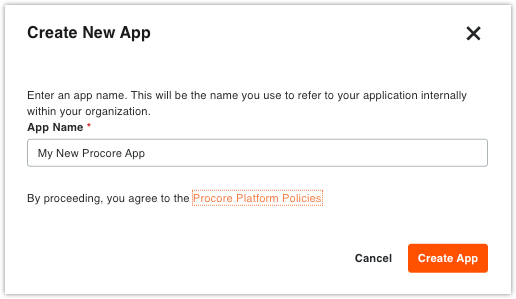 Create New App
Enter an app name. This will be the name you use to refer to your application internally
within your organization.
App Name *
My New Procore App
By proceeding, you agree to the Procore Platform Policies
Cancel
Create App